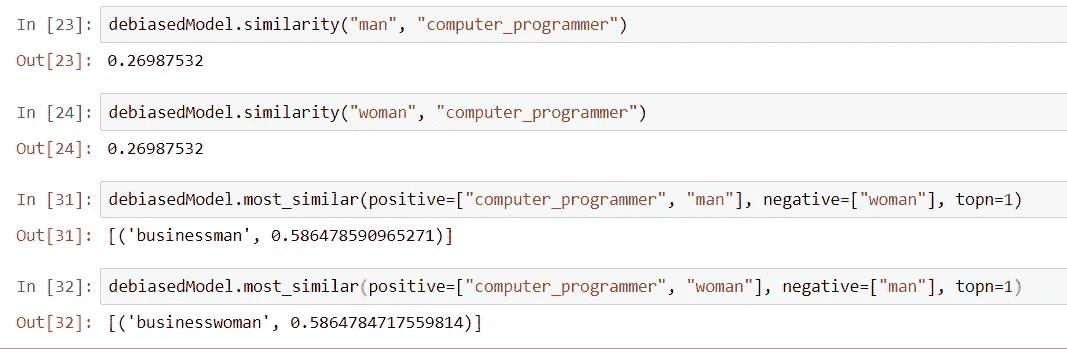 In [23]: debiasedModel.similarity("man", "computer_programmer")
Out[23]: 0.26987532
In [24]: debiasedModel.similarity("woman", "computer_programmer")
Out[24]: 0.26987532
In [31]: debiasedModel.most_similar(positive=["computer_programmer", "man"], negative=["woman"], topn=1)
Out[31]: [('businessman', 0.586478590965271)]
In [32]: debiasedModel.most_similar(positive=["computer_programmer", "woman"], negative=["man"], topn=1)
Out[32]: [('businesswoman', 0.5864784717559814)]